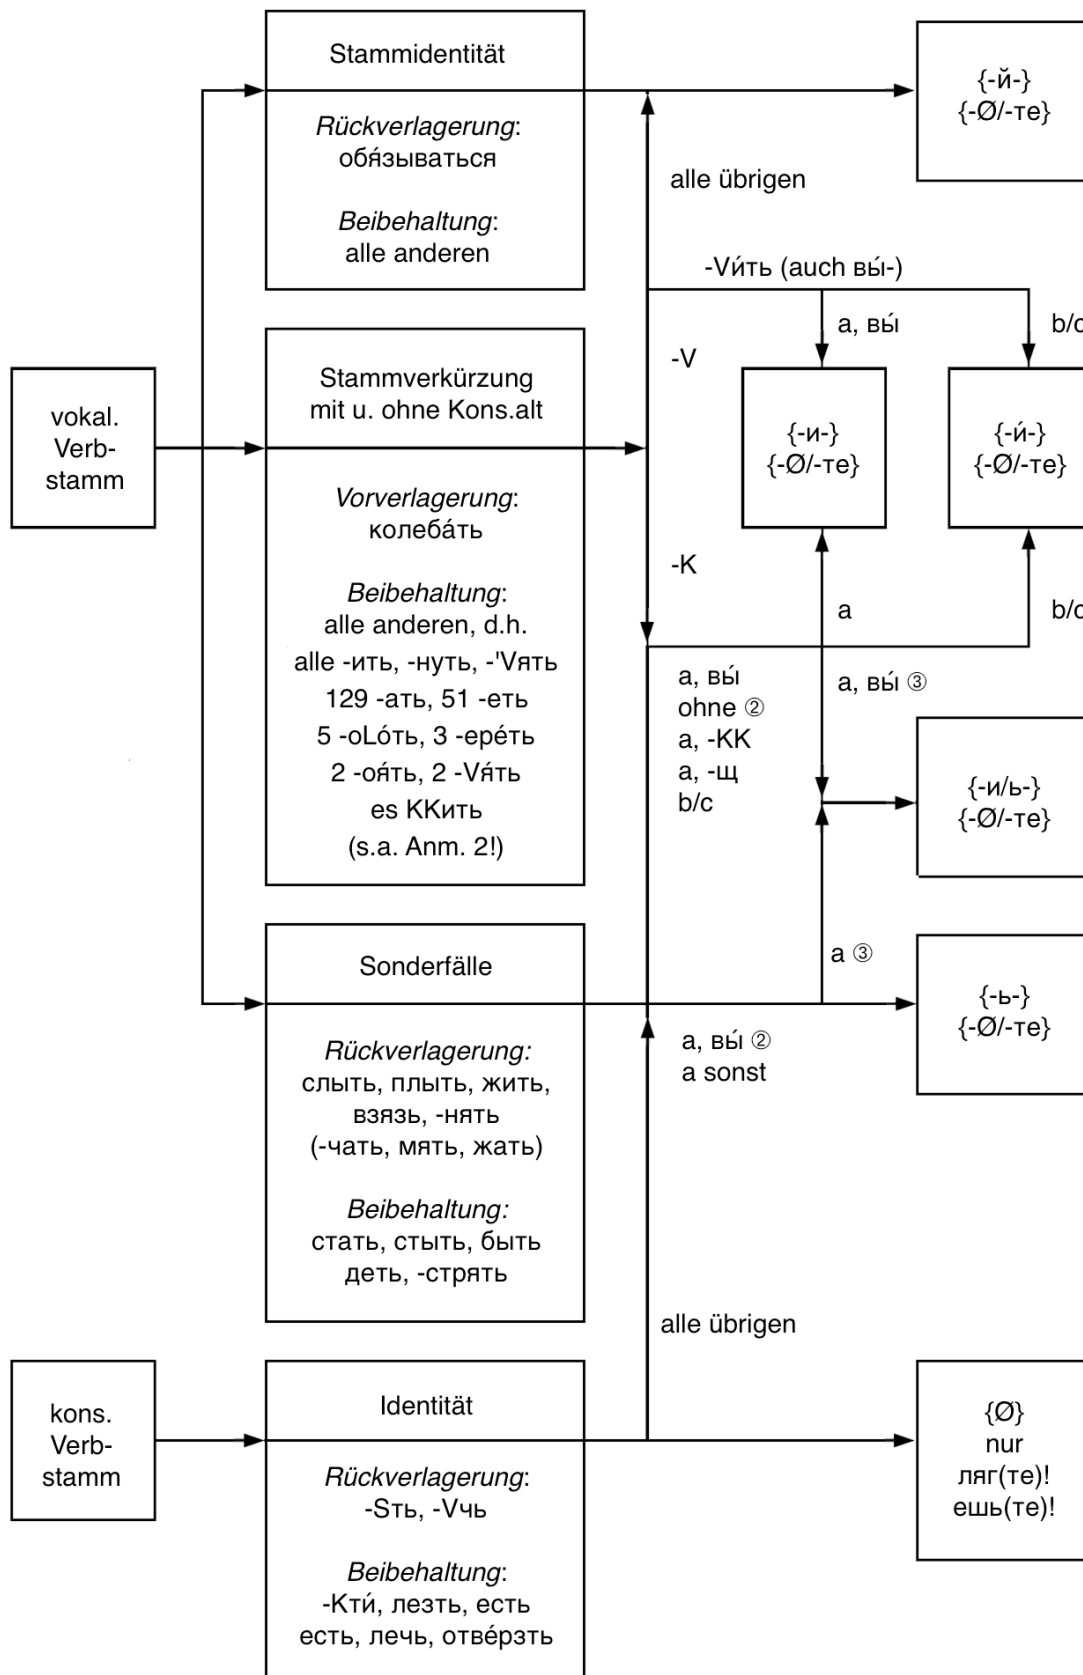 Stammidentität
Rückverlagerung:
обя́зываться
Beibehaltung:
alle anderen
{-й-}
{-Ø/-те}
alle übrigen
-Vи́ть (auch вы́-)
a, вы́
b/c
-V
vokal.
Verb-
stamm
Stammverkürzung
mit u. ohne Kons.alt
Vorverlagerung:
колеба́ть
Beibehaltung:
alle anderen, d.h.
alle -ить, -нуть, -'Vять
129 -ать, 51 -еть
5 -oLóть, 3 -ере́ть
2 -оя́ть, 2 -Vя́ть
es KKить
(s.a. Anm. 2!)
{-и-}
{-Ø/-те}
{-и́-}
{-Ø/-те}
-K
a
b/c
a, вы́
ohne ②
a, -KK
a, -щ
b/c
a, вы́ ③
{-и/ь-}
{-Ø/-те}
Sonderfälle
Rückverlagerung:
слыть, плыть, жить,
взязь, -нять
(-чать, мять, жать)
Beibehaltung:
стать, стыть, быть
деть, -стрять
a ③
{-ь-}
{-Ø/-те}
a, вы́ ②
a sonst
alle übrigen
kons.
Verb-
stamm
Identität
Rückverlagerung:
-Sть, -Vчь
Beibehaltung:
-Kти́, лезть, есть
есть, лечь, отве́рзть
{Ø}
nur
ляг(те)!
ешь(те)!